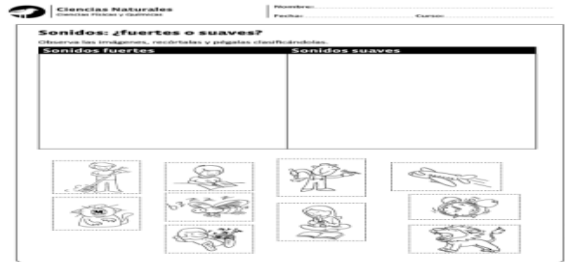 Ciencias Naturales
Ciencias Físicas y Químicas
Nombre:
Fecha: Curso:
Sonidos: ¿fuertes o suaves?
Observa las imágenes, recórtalas y pégalas clasificándolas.
Sonidos fuertes Sonidos suaves